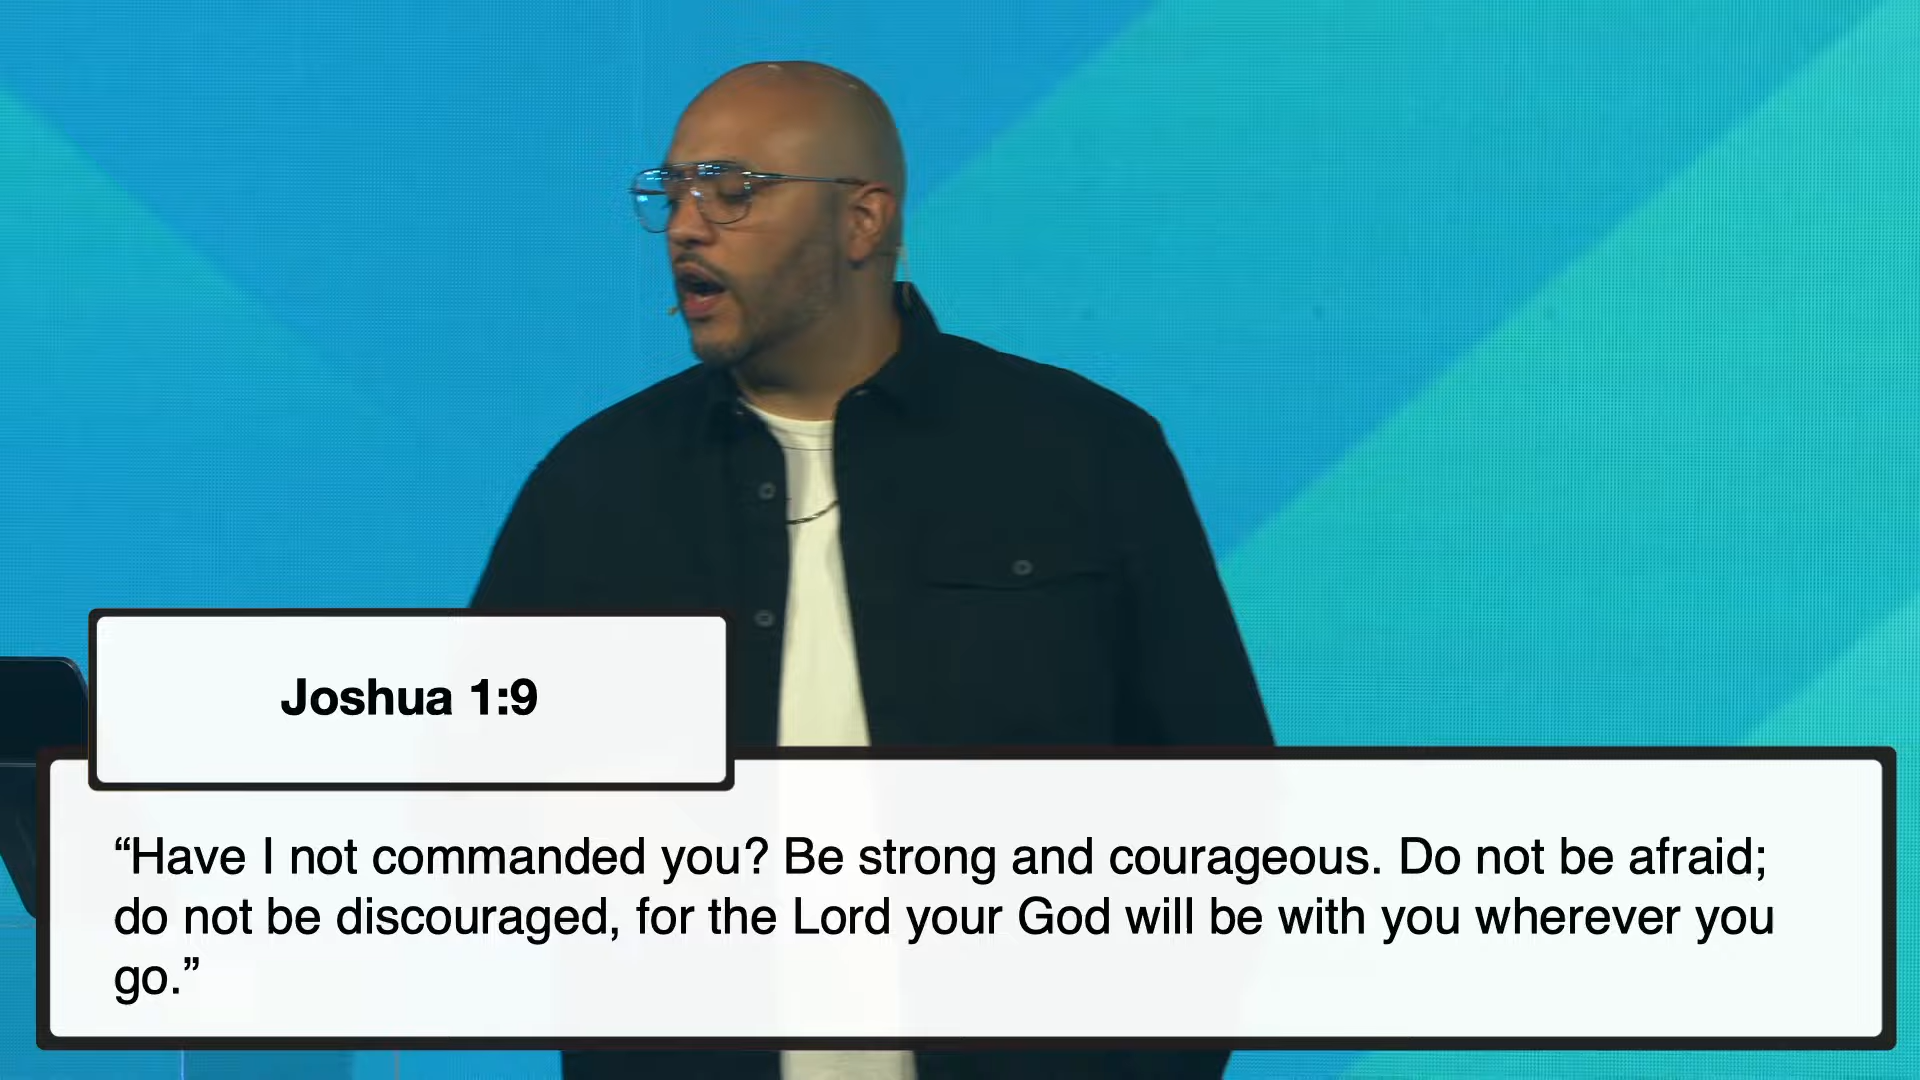 Joshua 1:9
“Have I not commanded you? Be strong and courageous. Do not be afraid;
do not be discouraged, for the Lord your God will be with you wherever you
go.”